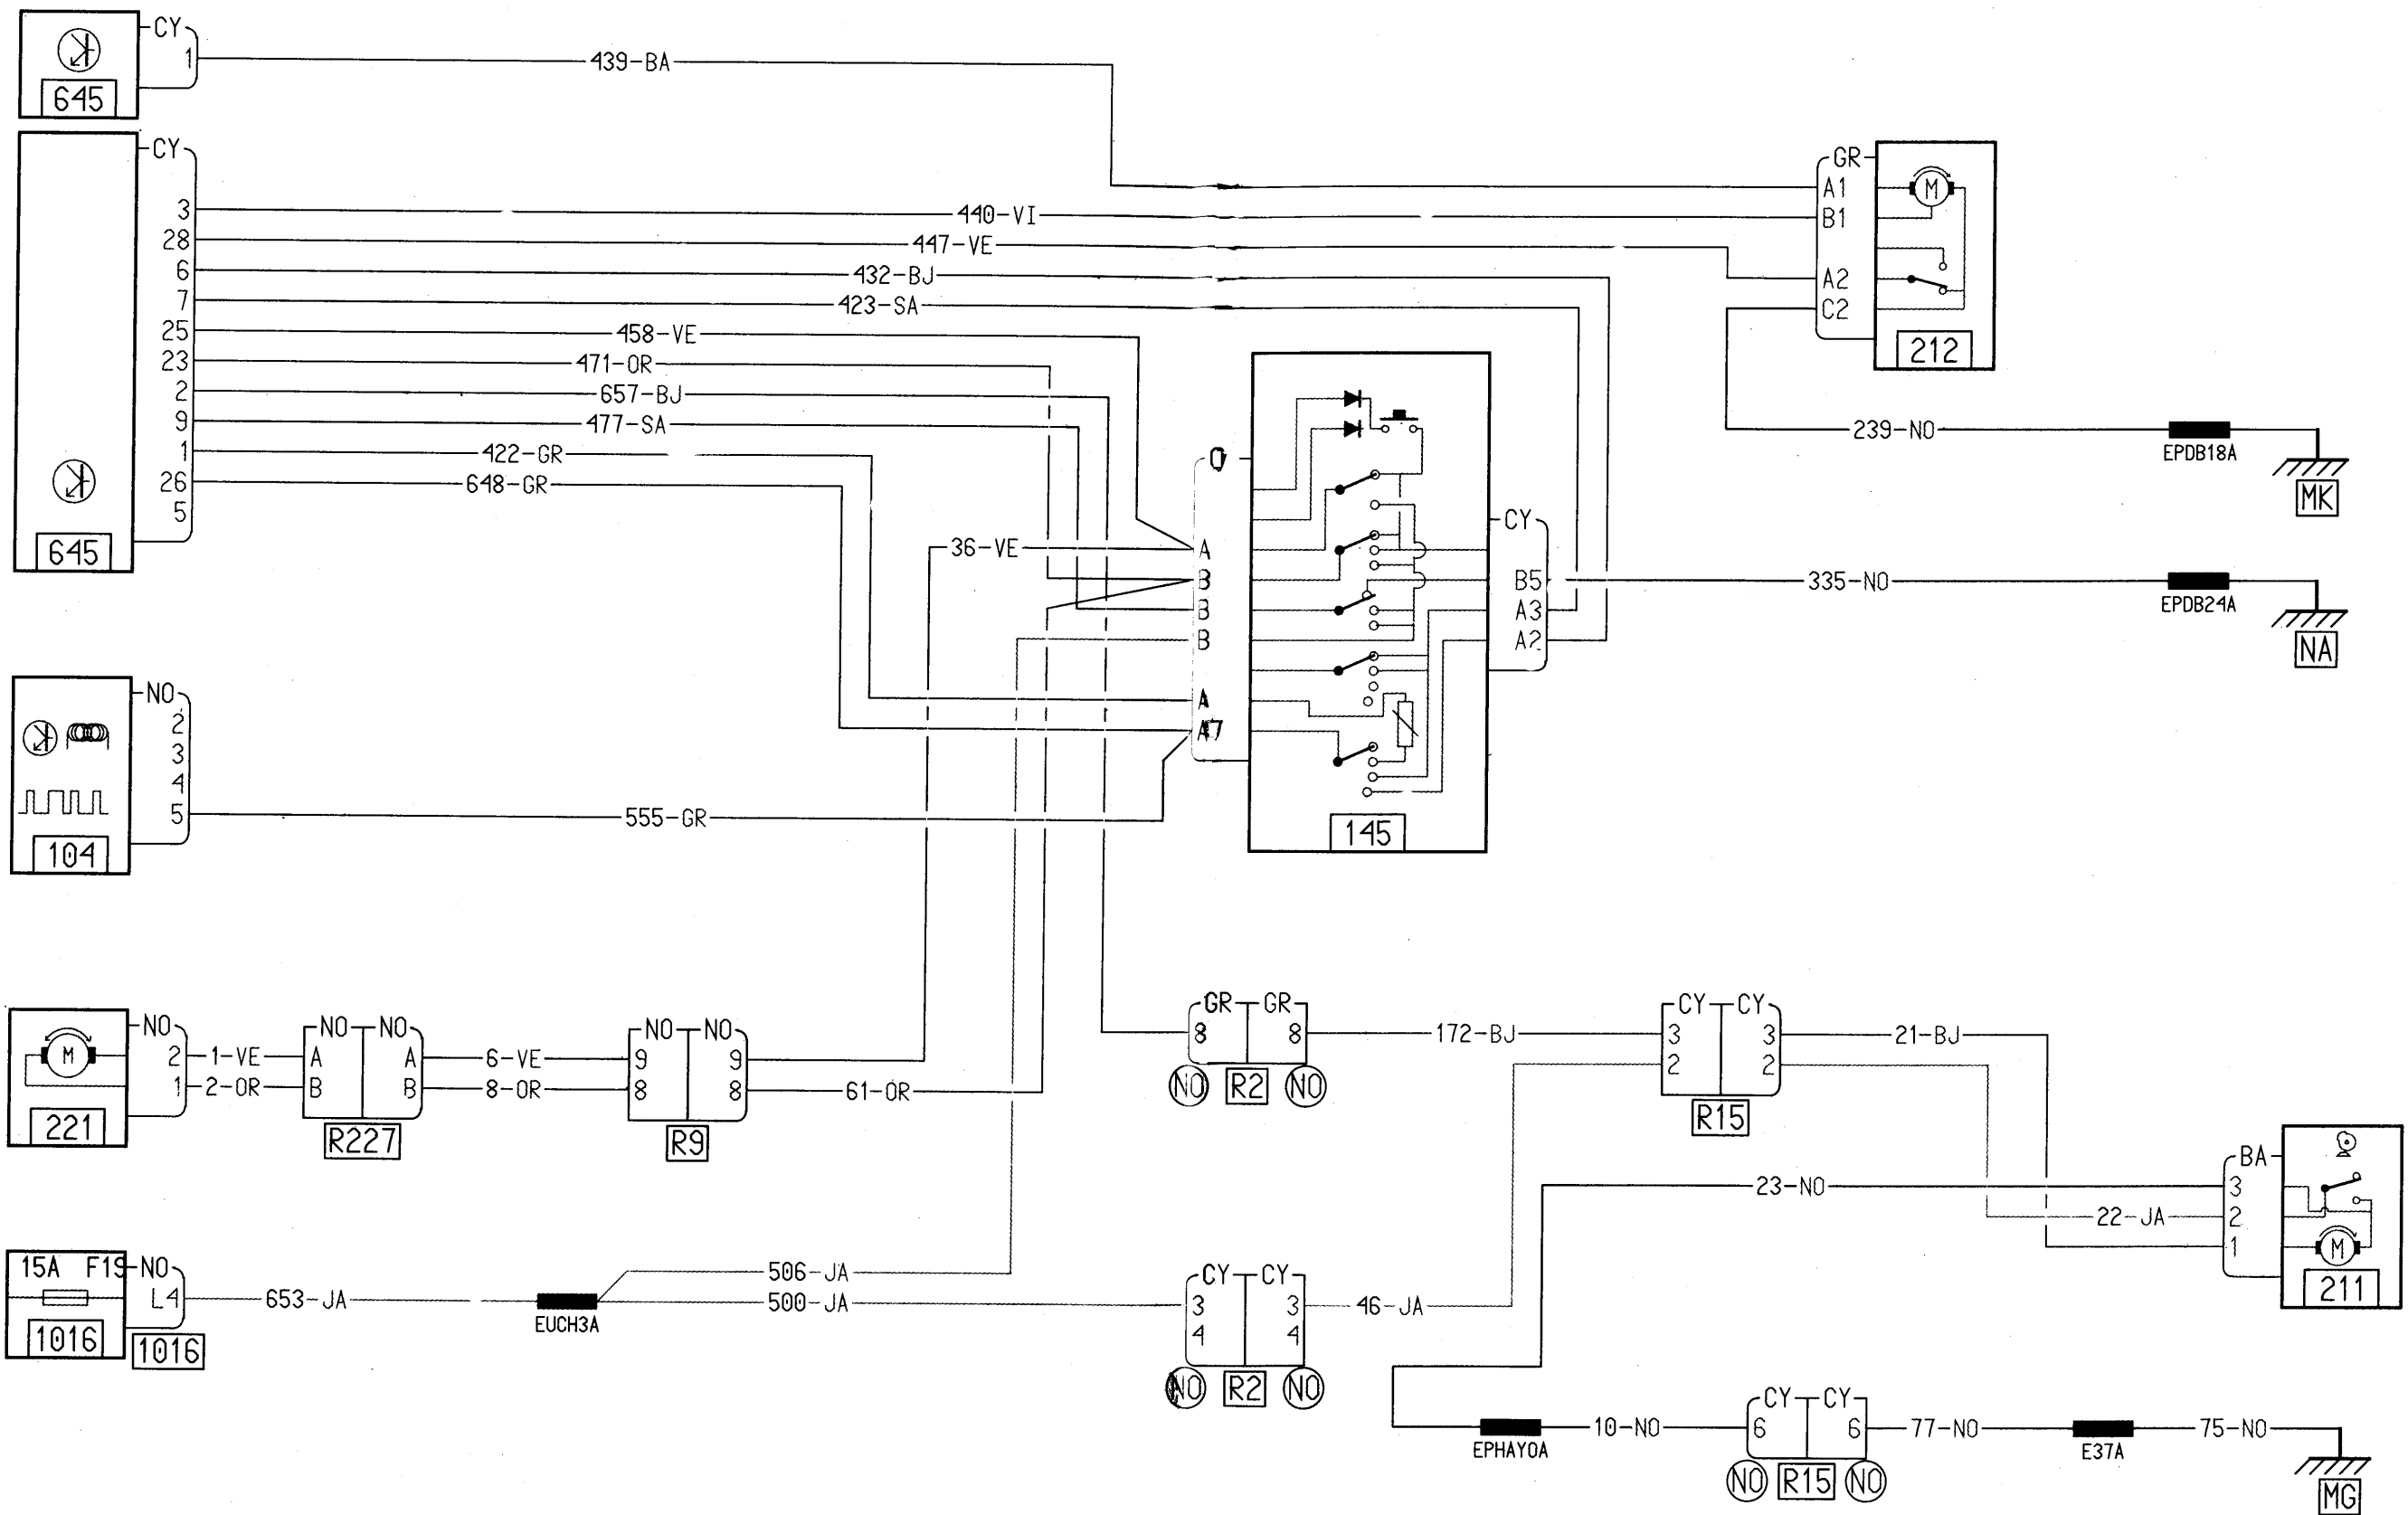 CY
1
439-BA
645
CY
3
440-VI
28
447-VE
6
432-BJ
7
423-SA
25
458-VE
23
471-OR
2
657-BJ
9
477-SA
1
422-GR
26
648-GR
5
645
GR
A1
M
B1
A2
C2
212
239-NO
EPDB18A
MK
36-VE
A
B
B
B
A
145
CY
B5
A3
A2
335-NO
EPDB24A
NA
NO
2
3
4
5
555-GR
104
NO
M
2
1-VE
1
2-OR
221
NO NO
A A
B B
R227
6-VE
8-OR
NO NO
9 9
8 8
R9
61-OR
GR GR
8 8
NO R2 NO
172-BJ
CY CY
3 3
2 2
R15
21-BJ
23-NO
22-JA
BA
3
2
1
M
211
15A
NO
L4
1016
1016
653-JA
EUCH3A
506-JA
500-JA
CY CY
3 3
4 4
NO R2 NO
46-JA
EPHAY0A
10-NO
CY CY
6 6
NO R15 NO
77-NO
E37A
75-NO
MG